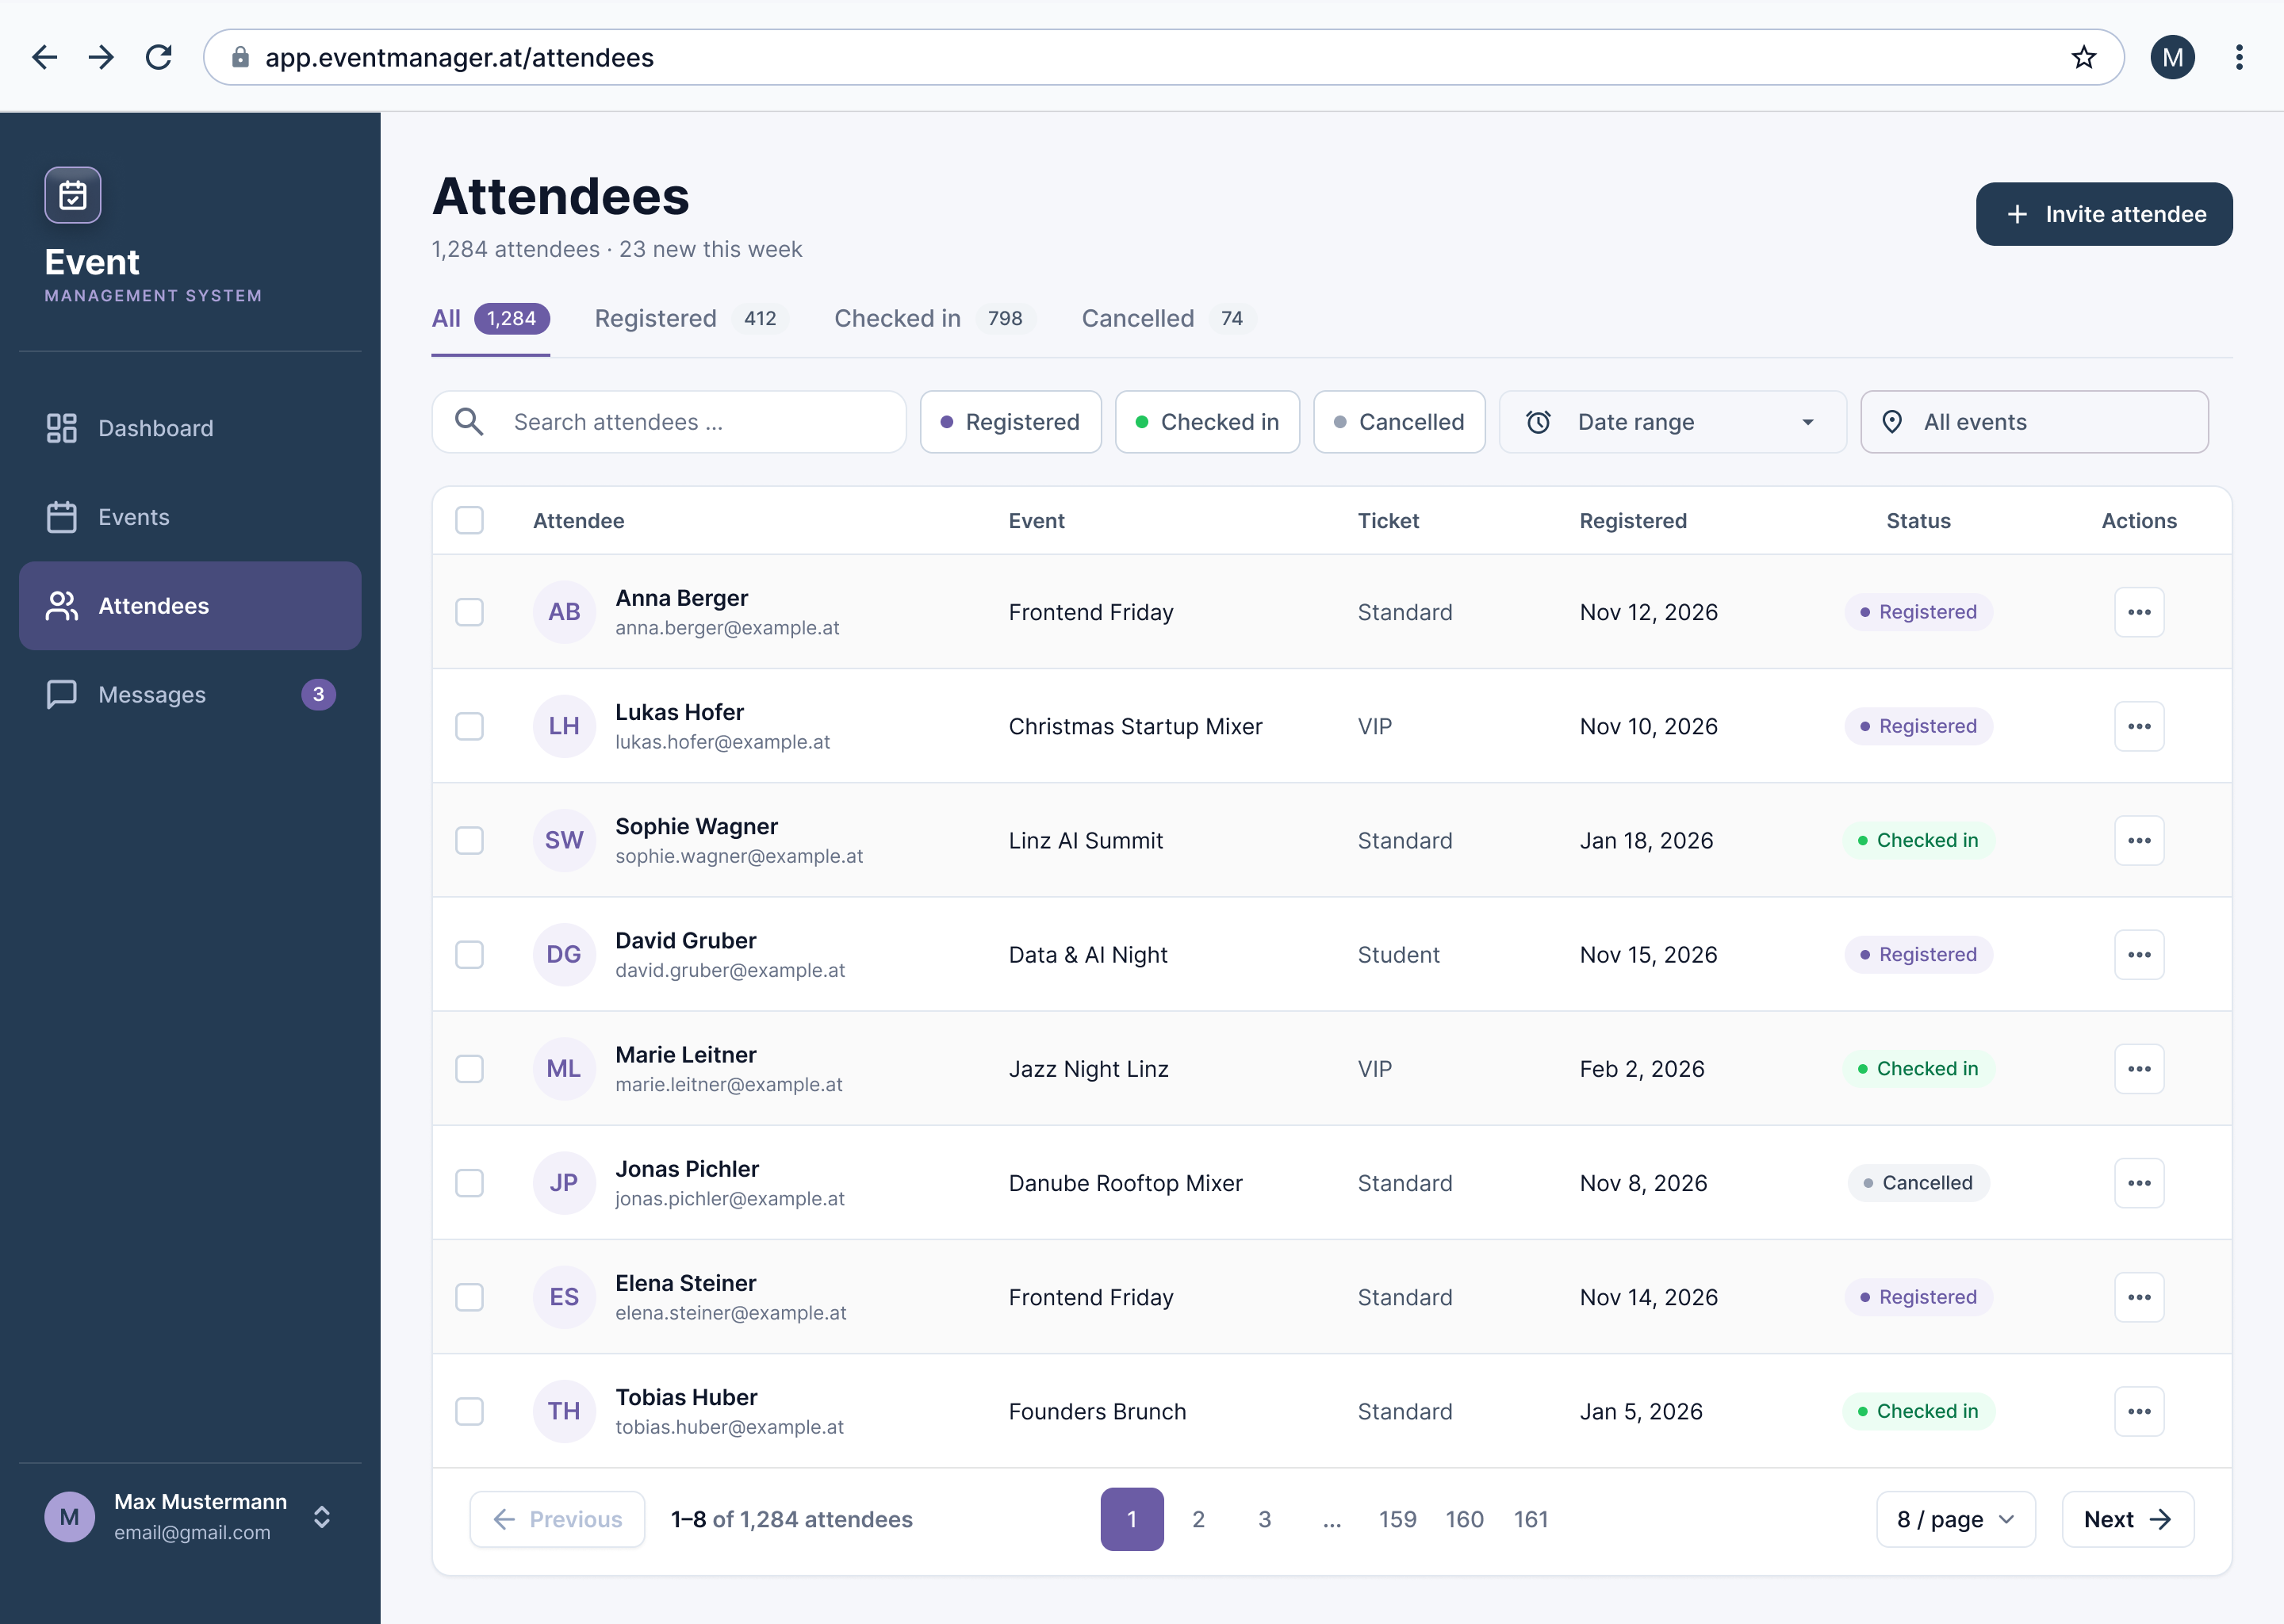 app.eventmanager.at/attendees
M
Event
MANAGEMENT SYSTEM
Dashboard
Events
Attendees
Messages 3
M
Max Mustermann
email@gmail.com
Attendees
1,284 attendees · 23 new this week
+ Invite attendee
All 1,284 Registered 412 Checked in 798 Cancelled 74
Search attendees ... Registered Checked in Cancelled Date range All events
Attendee Event Ticket Registered Status Actions
AB Anna Berger
anna.berger@example.at
Frontend Friday Standard Nov 12, 2026 Registered
LH Lukas Hofer
lukas.hofer@example.at
Christmas Startup Mixer VIP Nov 10, 2026 Registered
SW Sophie Wagner
sophie.wagner@example.at
Linz AI Summit Standard Jan 18, 2026 Checked in
DG David Gruber
david.gruber@example.at
Data & AI Night Student Nov 15, 2026 Registered
ML Marie Leitner
marie.leitner@example.at
Jazz Night Linz VIP Feb 2, 2026 Checked in
JP Jonas Pichler
jonas.pichler@example.at
Danube Rooftop Mixer Standard Nov 8, 2026 Cancelled
ES Elena Steiner
elena.steiner@example.at
Frontend Friday Standard Nov 14, 2026 Registered
TH Tobias Huber
tobias.huber@example.at
Founders Brunch Standard Jan 5, 2026 Checked in
Previous 1–8 of 1,284 attendees 1 2 3 ... 159 160 161 8 / page Next